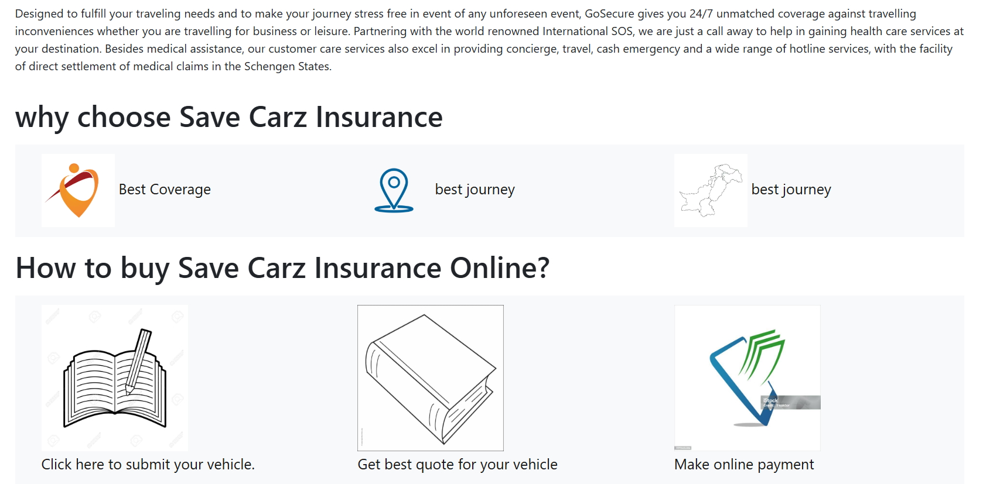 Designed to fulfill your traveling needs and to make your journey stress free in event of any unforeseen event, GoSecure gives you 24/7 unmatched coverage against travelling
inconveniences whether you are travelling for business or leisure. Partnering with the world renowned International SOS, we are just a call away to help in gaining health care services at
your destination. Besides medical assistance, our customer care services also excel in providing concierge, travel, cash emergency and a wide range of hotline services, with the facility
of direct settlement of medical claims in the Schengen States.
why choose Save Carz Insurance
Best Coverage
best journey
best journey
How to buy Save Carz Insurance Online?
iStock
Click here to submit your vehicle.
Get best quote for your vehicle
Make online payment